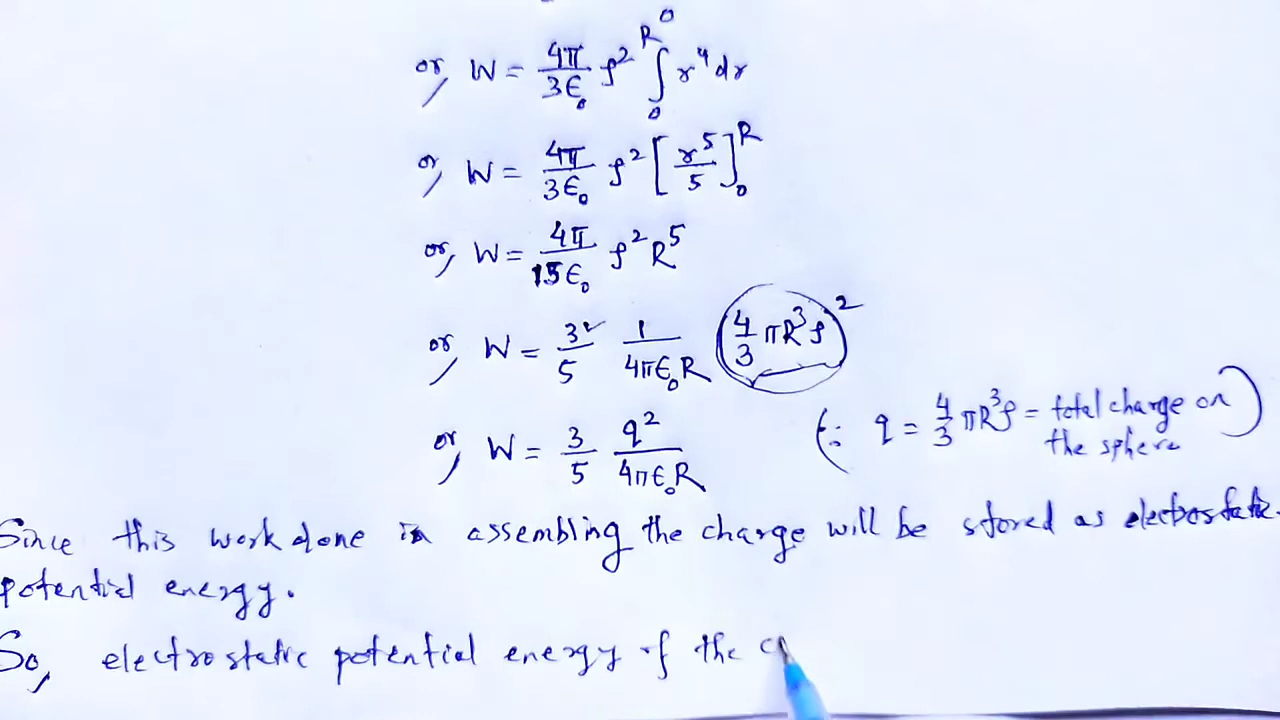 or, W = 4π/3ϵ₀ ρ² ∫₀ᴿ r⁴ dr
or, W = 4π/3ϵ₀ ρ² [r⁵/5]₀ᴿ
or, W = 4π/15ϵ₀ ρ² R⁵
or, W = 3/5 1/4πϵ₀R (4/3 πR³ρ)²
or, W = 3/5 q²/4πϵ₀R (∵ q = 4/3 πR³ρ = total charge on the sphere)
Since this work done in assembling the charge will be stored as electrostatic
potential energy.
So, electrostatic potential energy of the